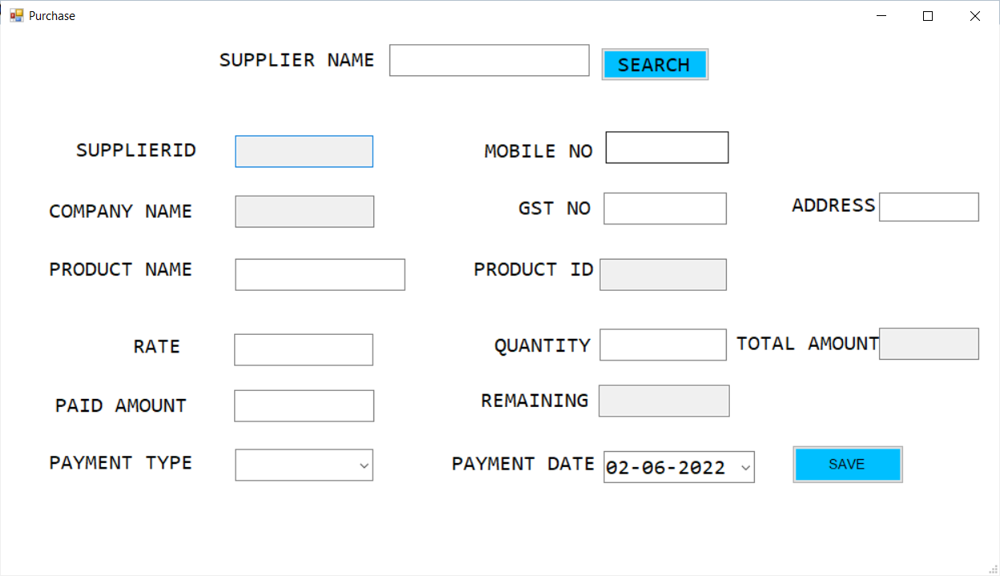 Purchase
SUPPLIER NAME SEARCH
SUPPLIERID MOBILE NO
COMPANY NAME GST NO ADDRESS
PRODUCT NAME PRODUCT ID
RATE QUANTITY TOTAL AMOUNT
PAID AMOUNT REMAINING
PAYMENT TYPE PAYMENT DATE 02-06-2022 SAVE